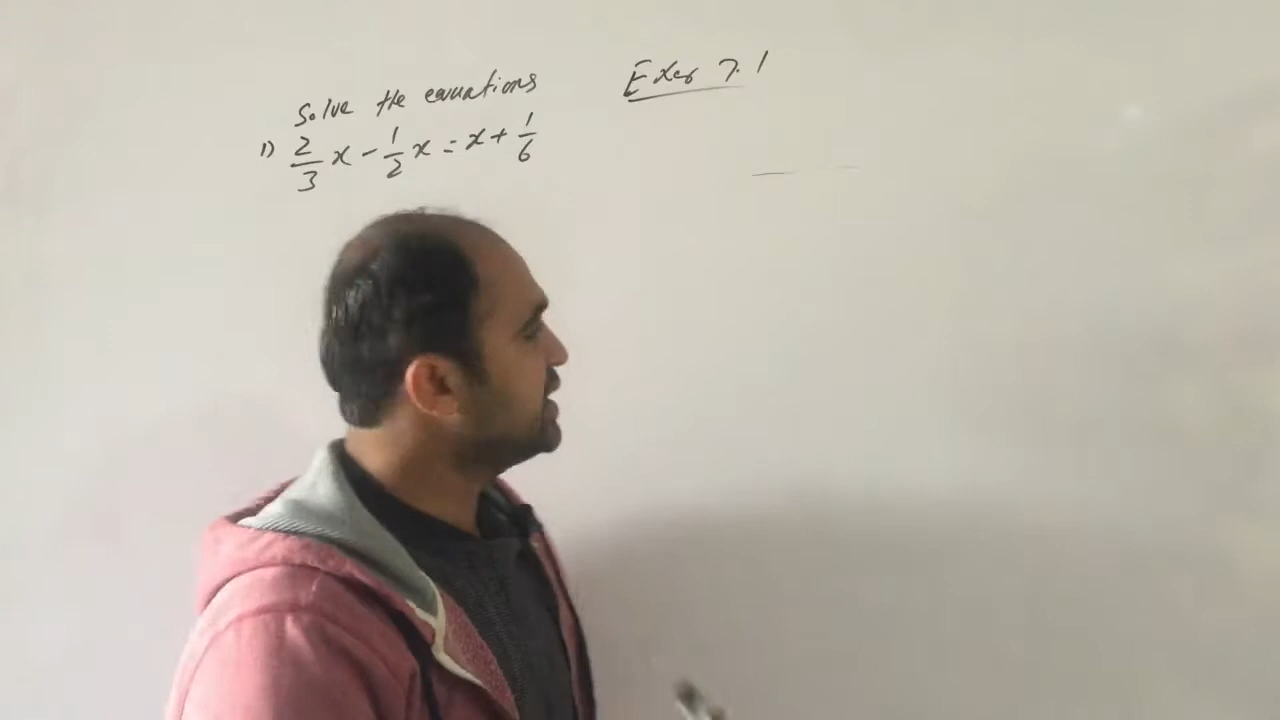 Solve the equations
Exer 7.1
1) 2/3 x - 1/2 x = x + 1/6